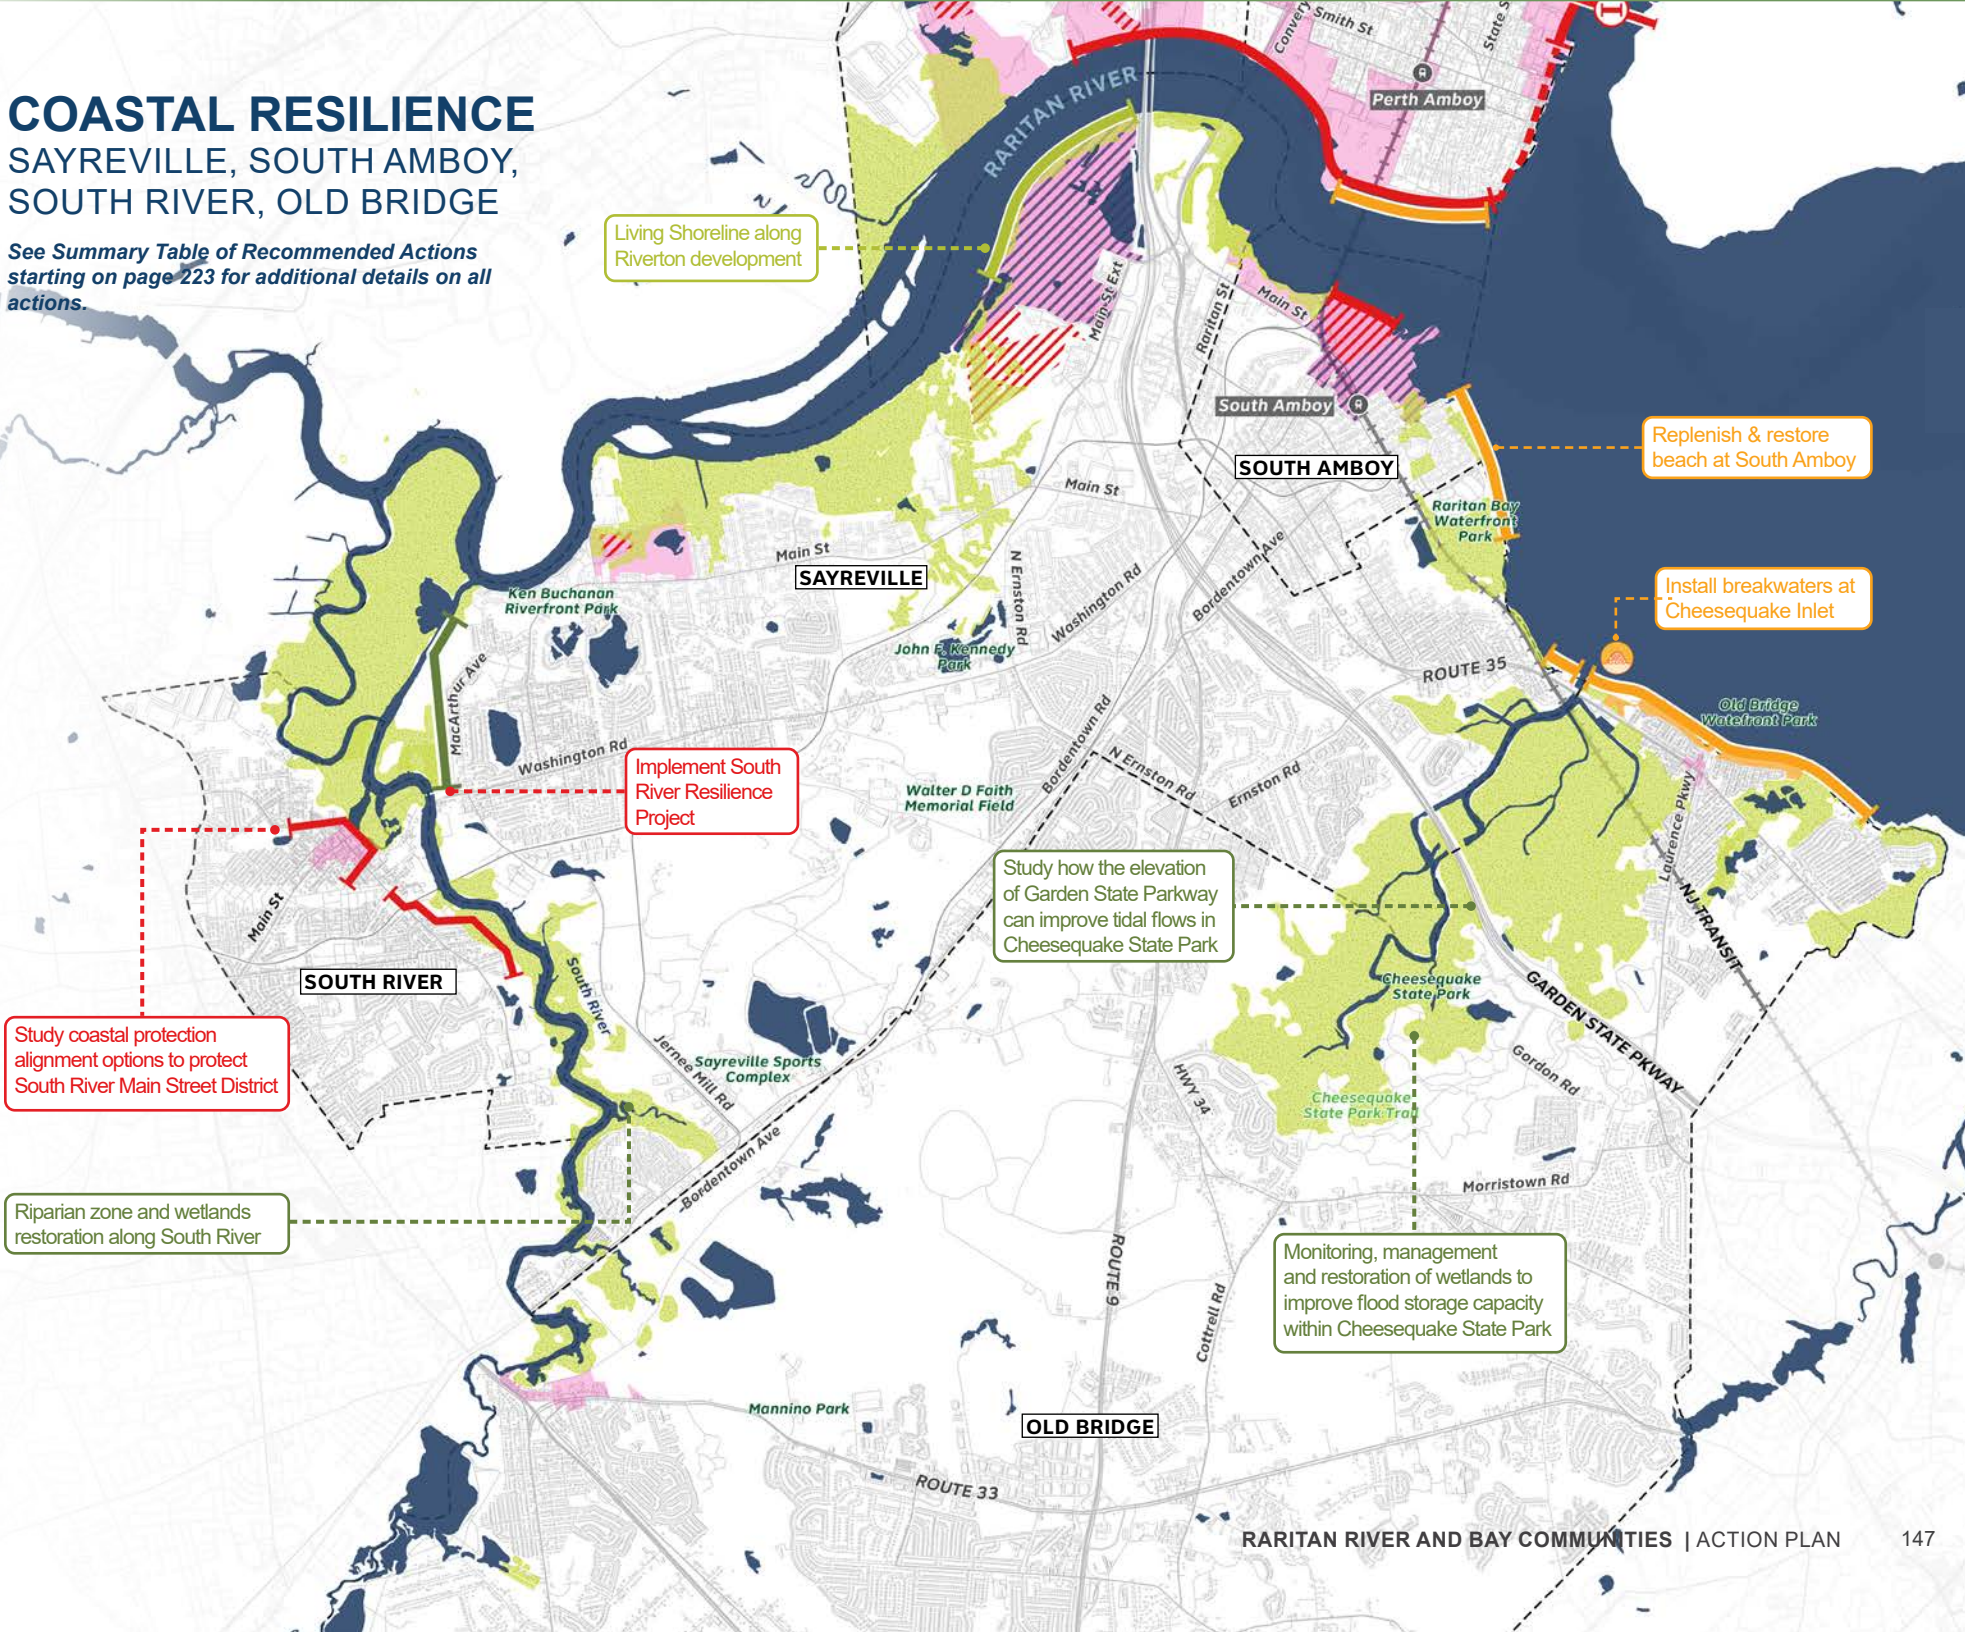 COASTAL RESILIENCE
SAYREVILLE, SOUTH AMBOY,
SOUTH RIVER, OLD BRIDGE
See Summary Table of Recommended Actions
starting on page 223 for additional details on all
actions.
Convery
Smith St
State S
Perth Amboy
RARITAN RIVER
Living Shoreline along
Riverton development
Main St Ext
Raritan St
Main St
South Amboy
SOUTH AMBOY
Replenish & restore
beach at South Amboy
Raritan Bay
Waterfront
Park
Main St
Main St
SAYREVILLE
Bordentown Ave
N Ernston Rd
Washington Rd
Install breakwaters at
Cheesequake Inlet
Ken Buchanan
Riverfront Park
John F. Kennedy
Park
ROUTE 35
Old Bridge
Watefront Park
MacArthur Ave
Washington Rd
Bordentown Rd
N Ernston Rd
Ernston Rd
Implement South
River Resilience
Project
Walter D Faith
Memorial Field
Laurence Pkwy
Study how the elevation
of Garden State Parkway
can improve tidal flows in
Cheesequake State Park
Main St
NJ TRANSIT
SOUTH RIVER
South River
Cheesequake
State Park
GARDEN STATE PKWAY
Study coastal protection
alignment options to protect
South River Main Street District
Jernee Mill Rd
Sayreville Sports
Complex
HWY 34
Gordon Rd
Cheesequake
State Park Trail
Bordentown Ave
Morristown Rd
Riparian zone and wetlands
restoration along South River
Monitoring, management
and restoration of wetlands to
improve flood storage capacity
within Cheesequake State Park
ROUTE 9
Cottrell Rd
Mannino Park
OLD BRIDGE
ROUTE 33
RARITAN RIVER AND BAY COMMUNITIES | ACTION PLAN 147